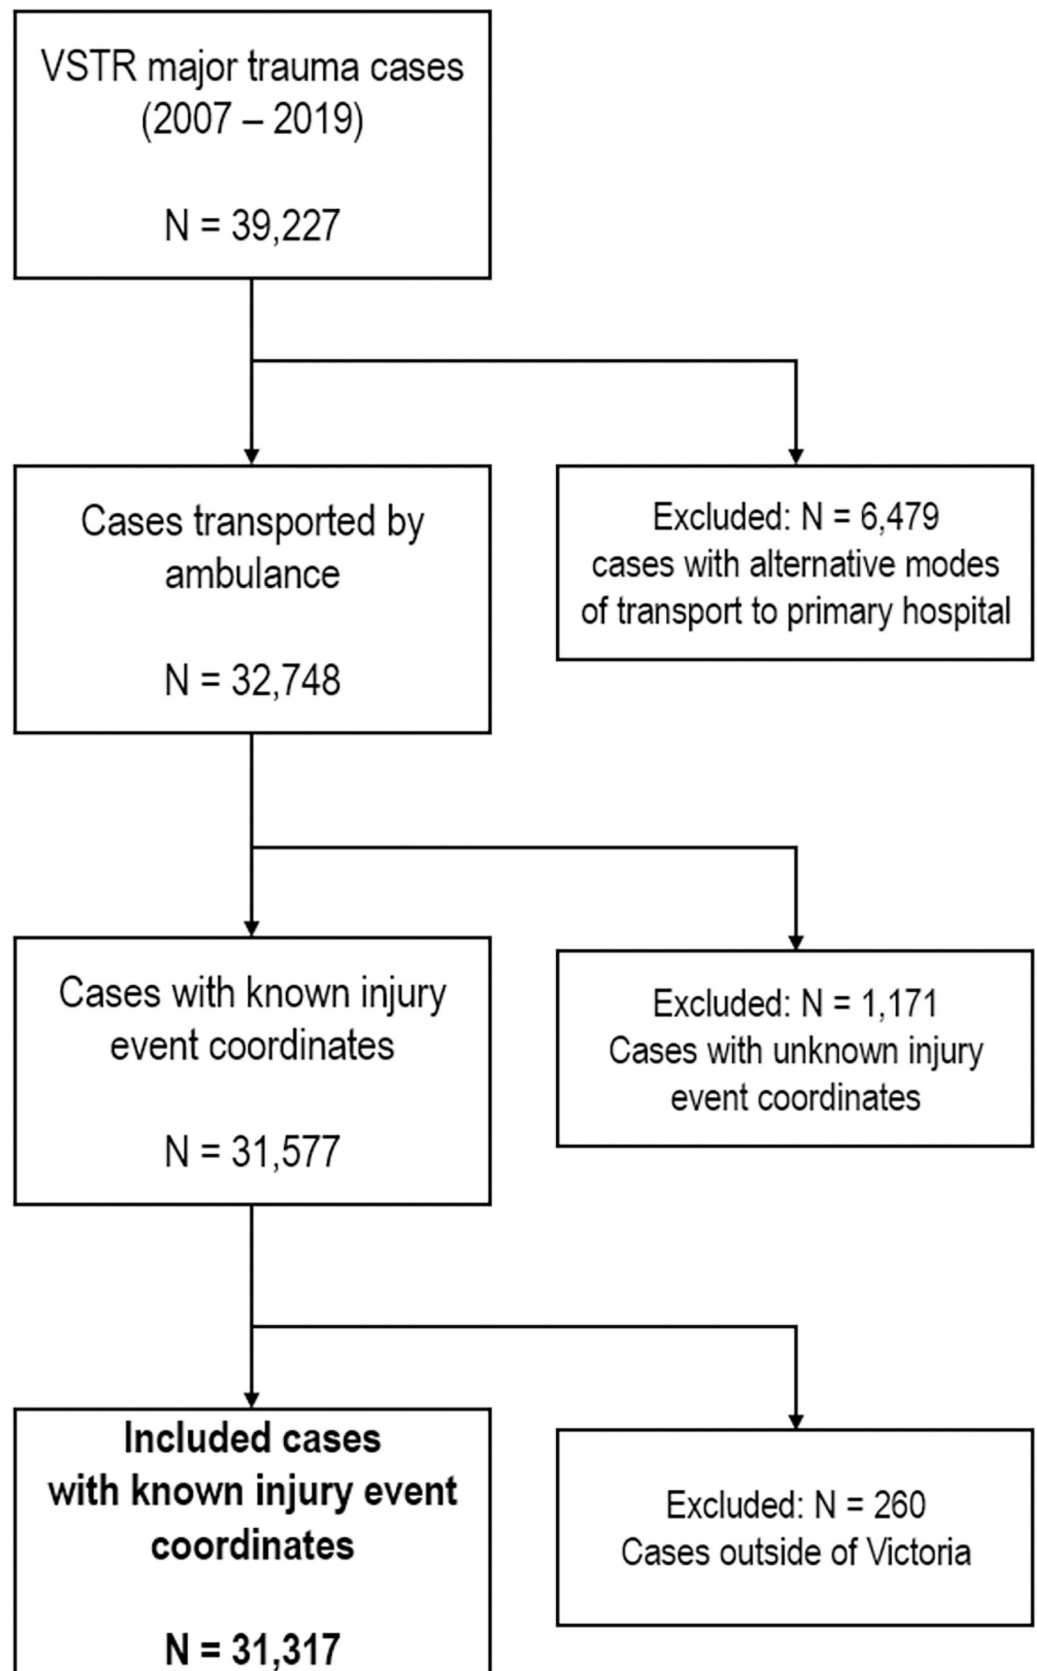 VSTR major trauma cases
(2007 – 2019)
N = 39,227
Cases transported by
ambulance
N = 32,748
Excluded: N = 6,479
cases with alternative modes
of transport to primary hospital
Cases with known injury
event coordinates
N = 31,577
Excluded: N = 1,171
Cases with unknown injury
event coordinates
Included cases
with known injury event
coordinates
N = 31,317
Excluded: N = 260
Cases outside of Victoria